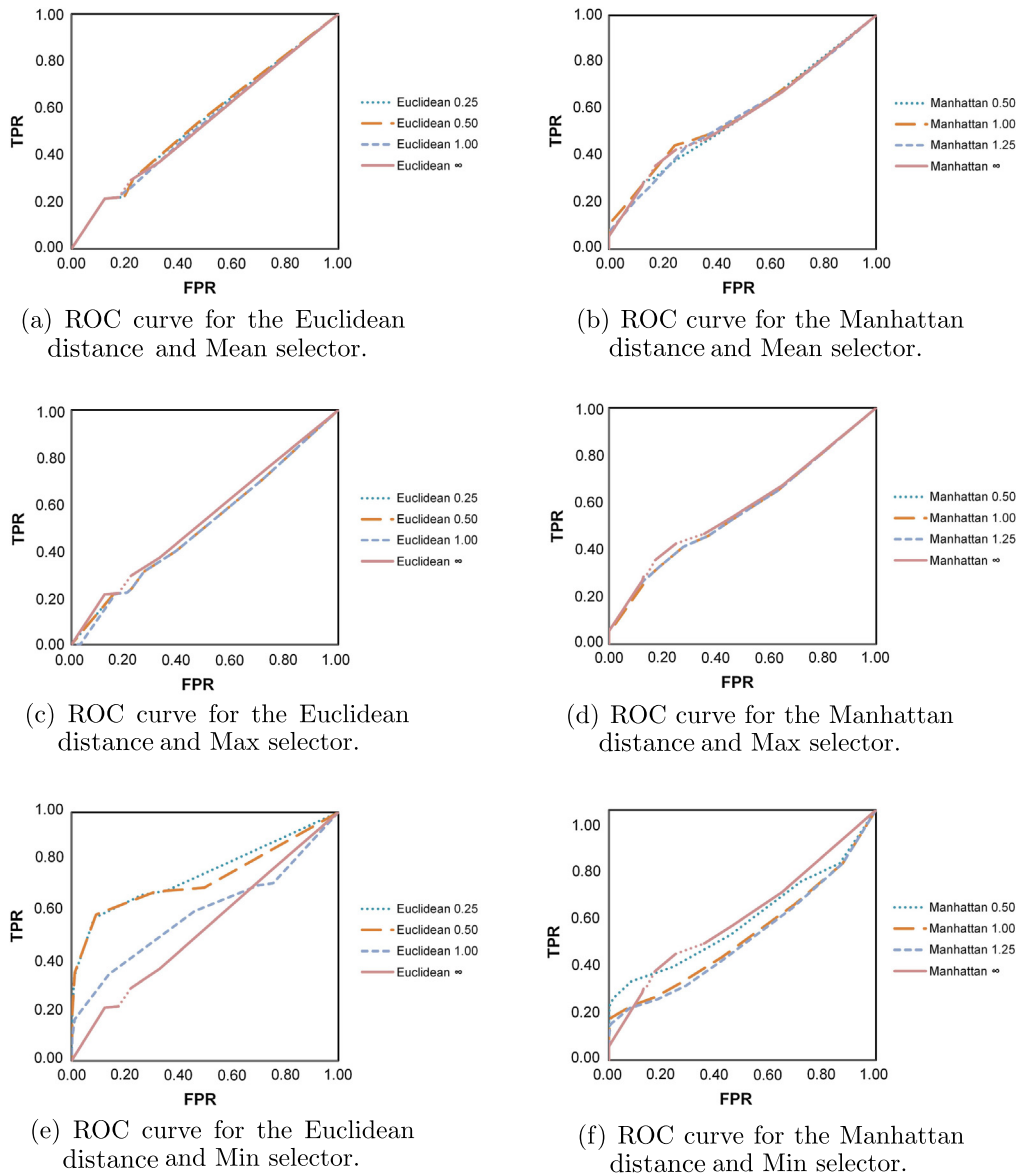 1.00
0.80
0.60
0.40
0.20
0.00
TPR
0.00 0.20 0.40 0.60 0.80 1.00
FPR
Euclidean 0.25
Euclidean 0.50
Euclidean 1.00
Euclidean ∞
(a) ROC curve for the Euclidean
distance and Mean selector.
1.00
0.80
0.60
0.40
0.20
0.00
TPR
0.00 0.20 0.40 0.60 0.80 1.00
FPR
Manhattan 0.50
Manhattan 1.00
Manhattan 1.25
Manhattan ∞
(b) ROC curve for the Manhattan
distance and Mean selector.
1.00
0.80
0.60
0.40
0.20
0.00
TPR
0.00 0.20 0.40 0.60 0.80 1.00
FPR
Euclidean 0.25
Euclidean 0.50
Euclidean 1.00
Euclidean ∞
(c) ROC curve for the Euclidean
distance and Max selector.
1.00
0.80
0.60
0.40
0.20
0.00
TPR
0.00 0.20 0.40 0.60 0.80 1.00
FPR
Manhattan 0.50
Manhattan 1.00
Manhattan 1.25
Manhattan ∞
(d) ROC curve for the Manhattan
distance and Max selector.
1.00
0.80
0.60
0.40
0.20
0.00
TPR
0.00 0.20 0.40 0.60 0.80 1.00
FPR
Euclidean 0.25
Euclidean 0.50
Euclidean 1.00
Euclidean ∞
(e) ROC curve for the Euclidean
distance and Min selector.
1.00
0.80
0.60
0.40
0.20
0.00
TPR
0.00 0.20 0.40 0.60 0.80 1.00
FPR
Manhattan 0.50
Manhattan 1.00
Manhattan 1.25
Manhattan ∞
(f) ROC curve for the Manhattan
distance and Min selector.